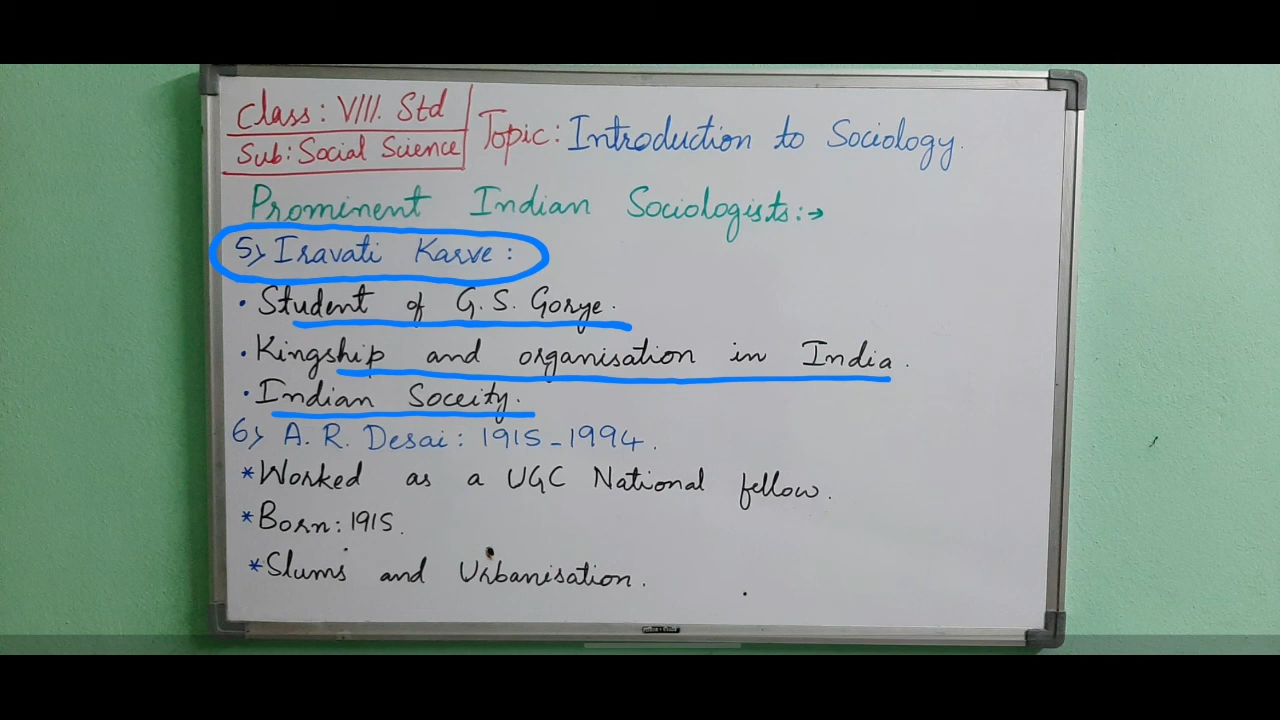 Class: VIII. Std
Sub: Social Science
Topic: Introduction to Sociology.
Prominent Indian Sociologists:→
5) Iravati Karve:
• Student of G. S. Gorye.
• Kingship and organisation in India.
• Indian Soceity.
6) A. R. Desai: 1915-1994.
* Worked as a UGC National fellow.
* Born: 1915.
* Slums and Urbanisation.